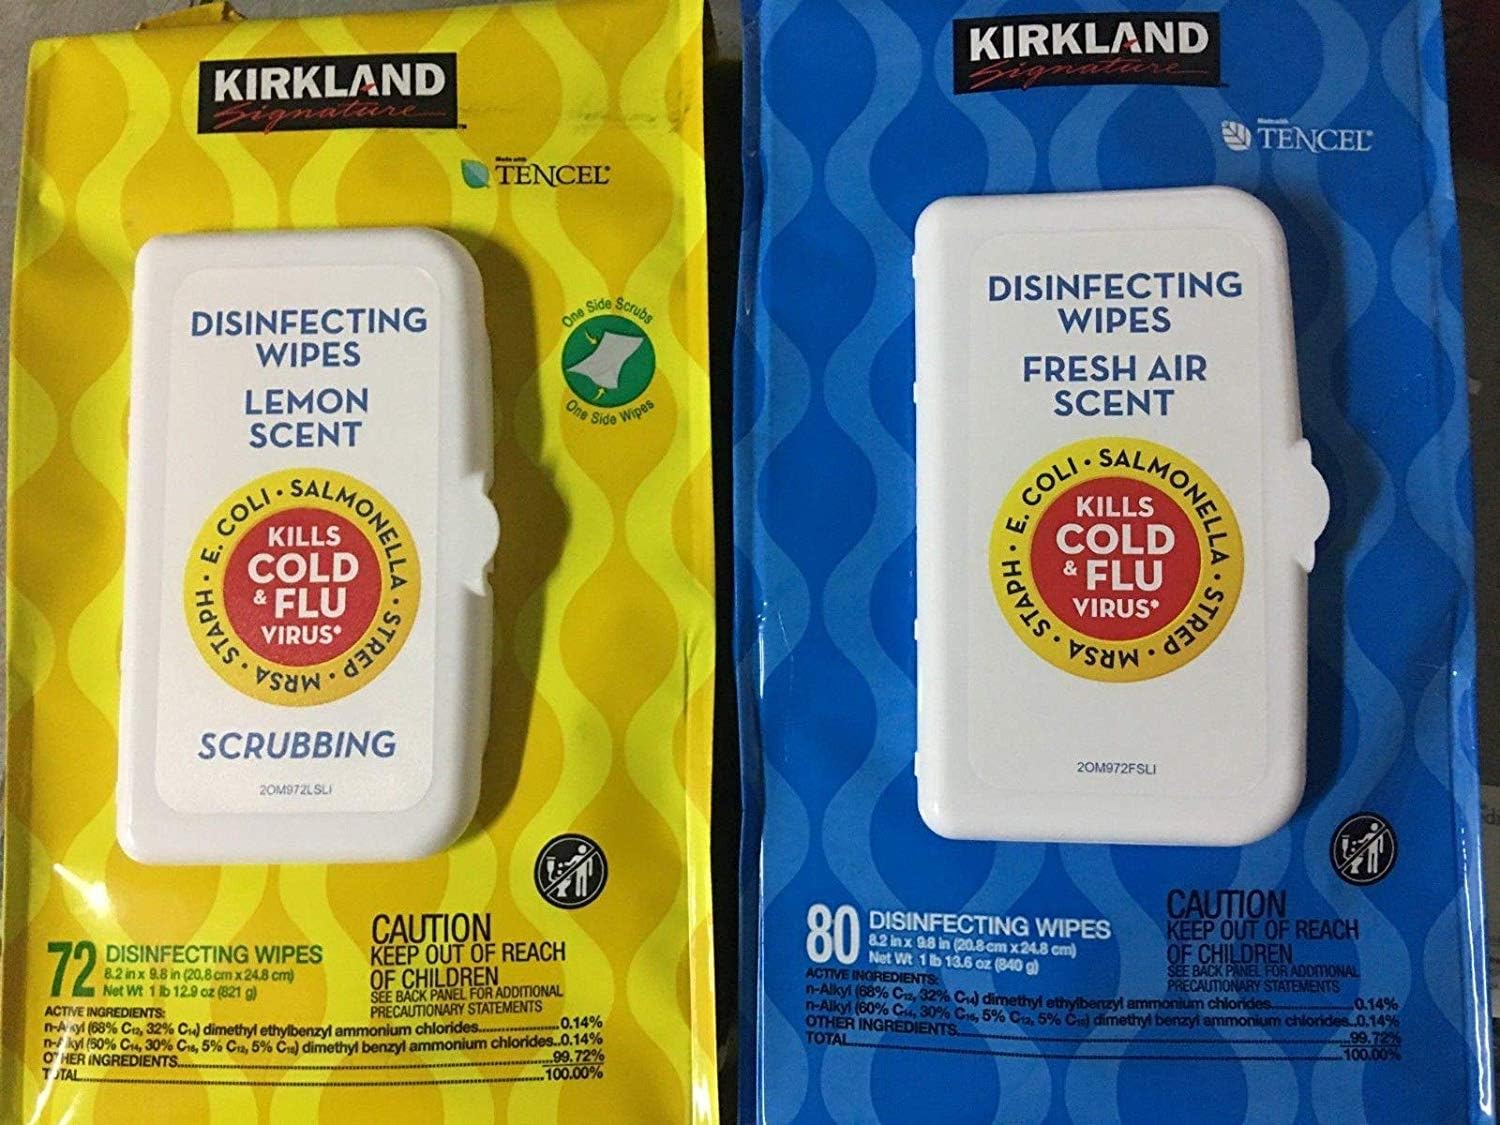 KIRKLAND
Signature™
Made with
TENCEL®
DISINFECTING
WIPES
LEMON
SCENT
E. COLI • SALMONELLA • STREP • MRSA • STAPH •
KILLS
COLD
& FLU
VIRUS*
SCRUBBING
2OM972LSLI
One Side Scrubs
One Side Wipes
72 DISINFECTING WIPES
8.2 in x 9.8 in (20.8 cm x 24.8 cm)
Net Wt 1 lb 12.9 oz (821 g)
CAUTION
KEEP OUT OF REACH
OF CHILDREN
SEE BACK PANEL FOR ADDITIONAL
PRECAUTIONARY STATEMENTS
ACTIVE INGREDIENTS:
n-Alkyl (68% C₁₂, 32% C₁₄) dimethyl ethylbenzyl ammonium chlorides...............0.14%
n-Alkyl (60% C₁₄, 30% C₁₆, 5% C₁₂, 5% C₁₈) dimethyl benzyl ammonium chlorides...0.14%
OTHER INGREDIENTS...............99.72%
TOTAL...............100.00%
KIRKLAND
Signature
Made with
TENCEL®
DISINFECTING
WIPES
FRESH AIR
SCENT
E. COLI • SALMONELLA • STREP • MRSA • STAPH •
KILLS
COLD
& FLU
VIRUS*
2OM972FSLI
80 DISINFECTING WIPES
8.2 in x 9.8 in (20.8 cm x 24.8 cm)
Net Wt 1 lb 13.6 oz (840 g)
CAUTION
KEEP OUT OF REACH
OF CHILDREN
SEE BACK PANEL FOR ADDITIONAL
PRECAUTIONARY STATEMENTS
ACTIVE INGREDIENTS:
n-Alkyl (68% C₁₂, 32% C₁₄) dimethyl ethylbenzyl ammonium chlorides...............0.14%
n-Alkyl (60% C₁₄, 30% C₁₆, 5% C₁₂, 5% C₁₈) dimethyl benzyl ammonium chlorides..0.14%
OTHER INGREDIENTS...............99.72%
TOTAL...............100.00%